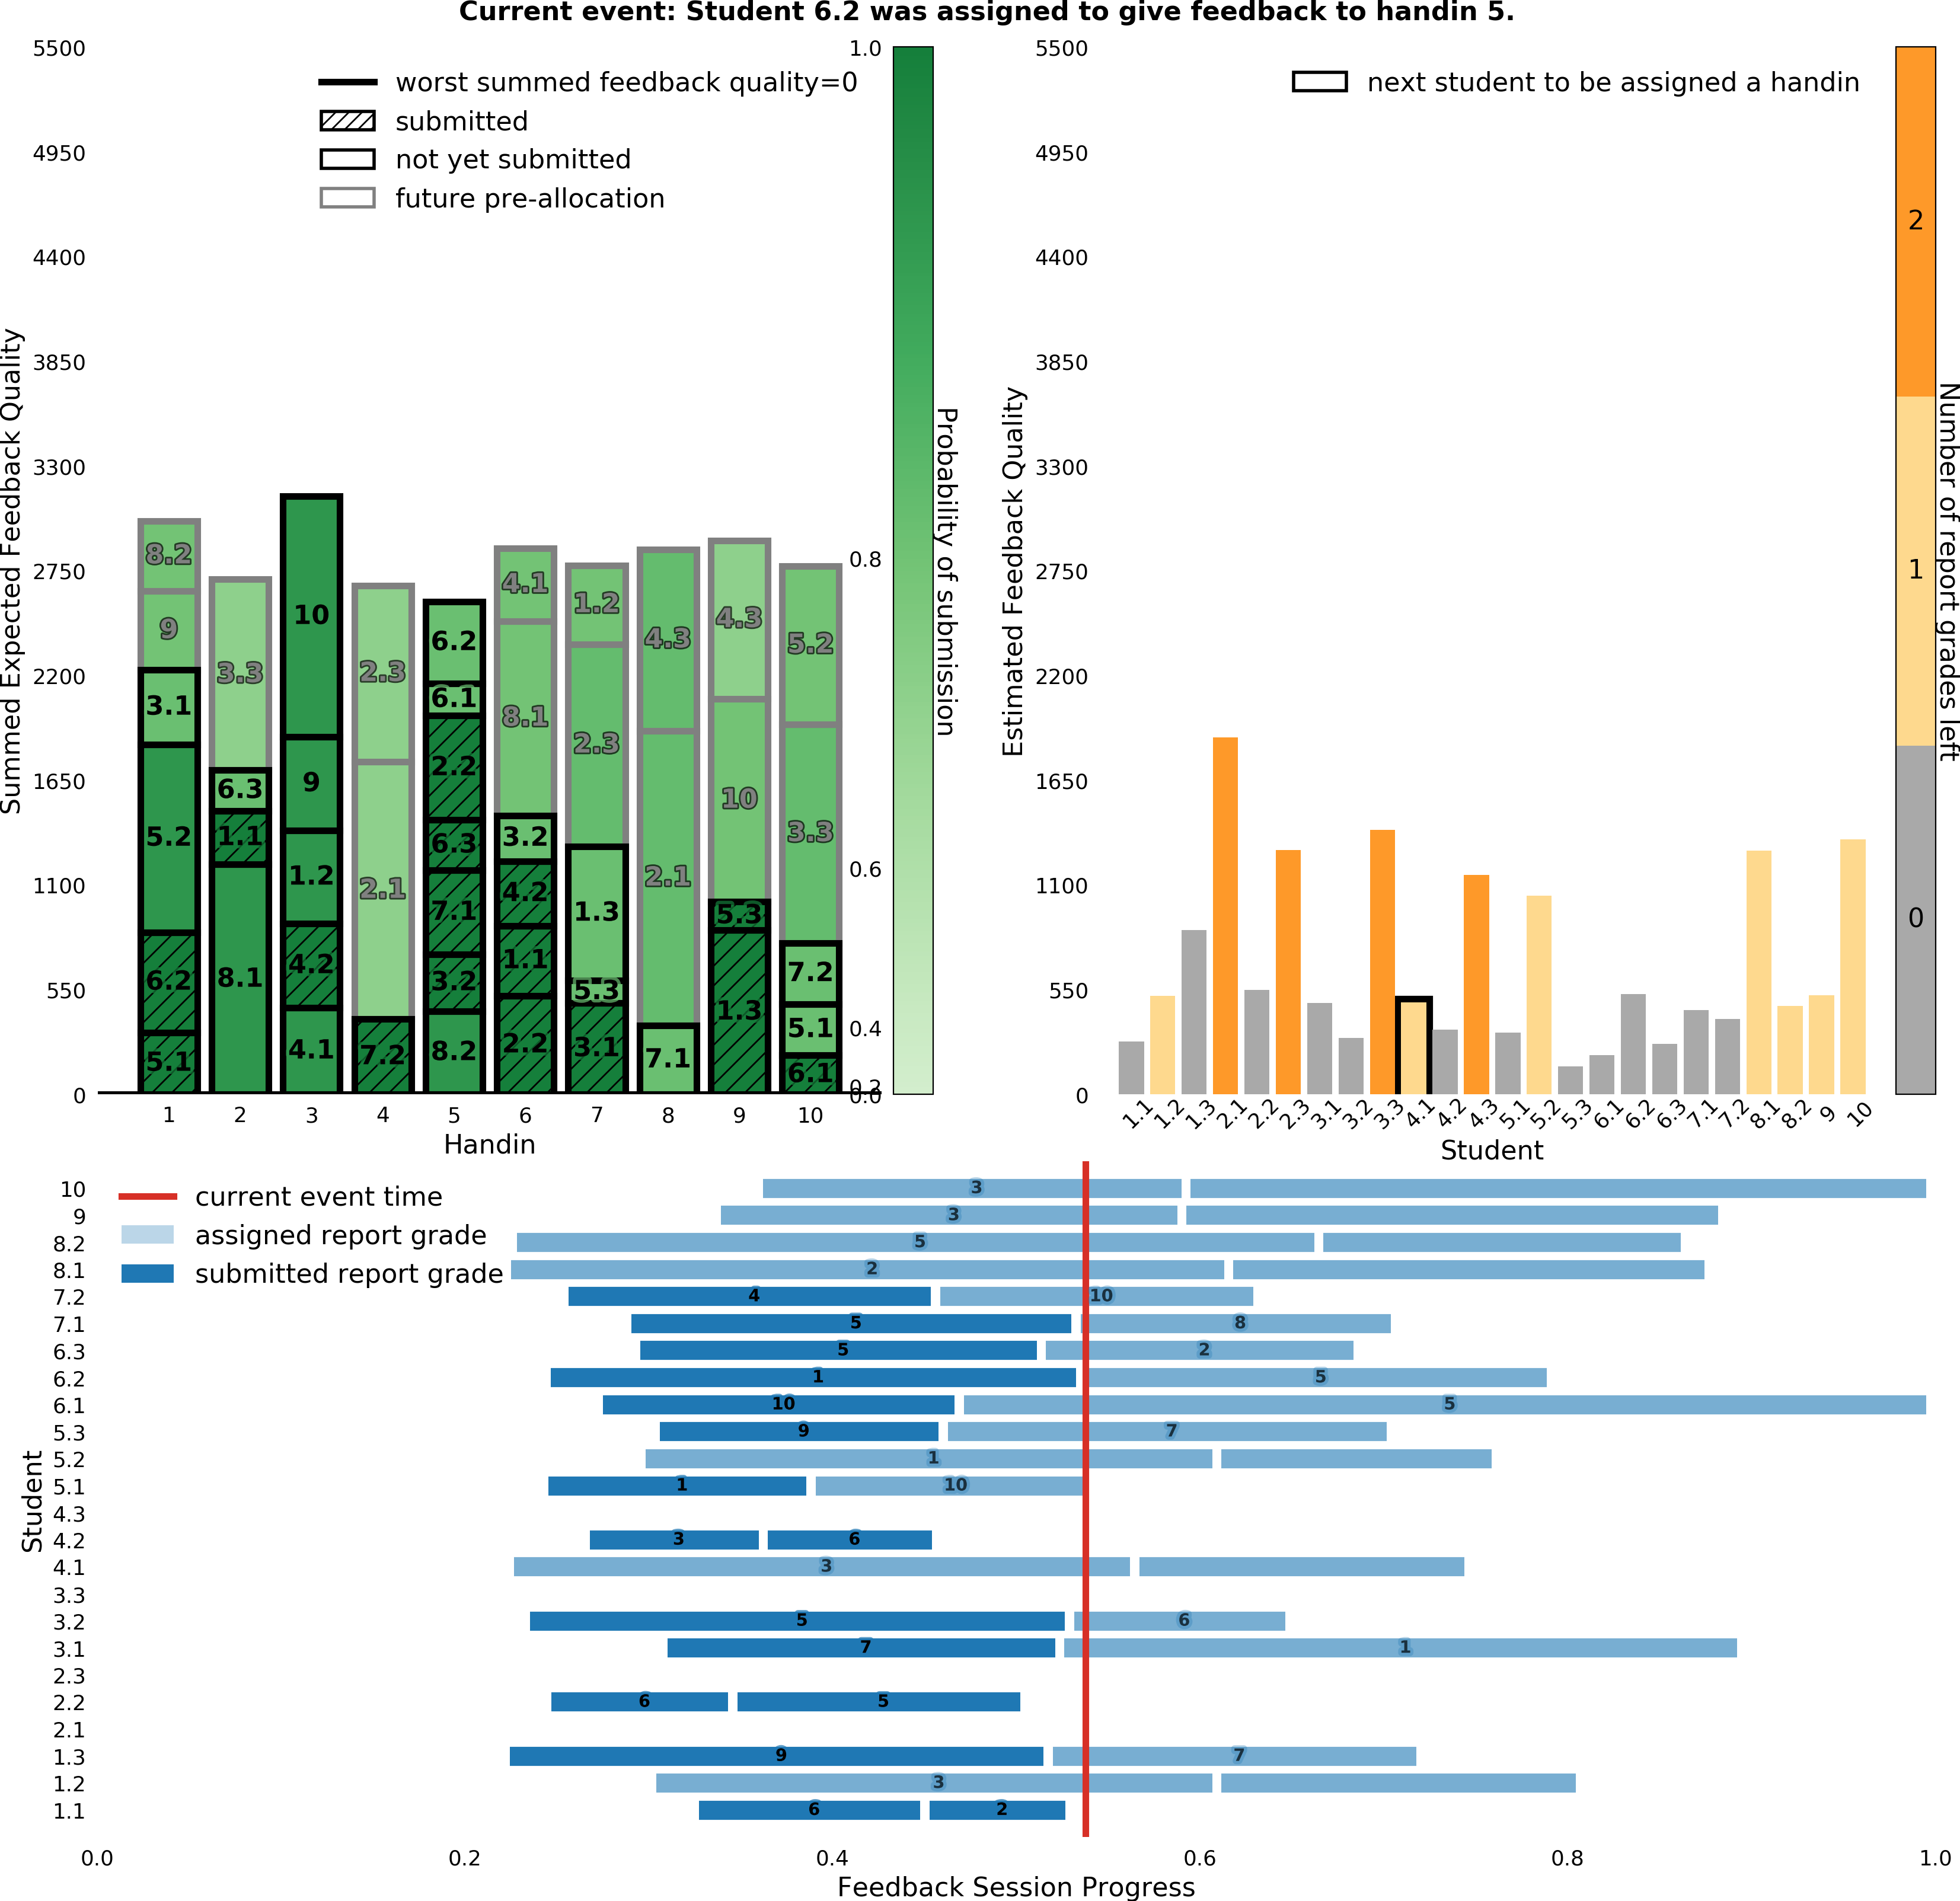 Current event: Student 6.2 was assigned to give feedback to handin 5.
5500
4950
4400
3850
3300
2750
2200
1650
1100
550
0
Summed Expected Feedback Quality
worst summed feedback quality=0
submitted
not yet submitted
future pre-allocation
8.2
9
3.1
5.2
6.2
5.1
3.3
6.3
1.1
8.1
10
9
1.2
4.2
4.1
2.3
2.1
7.2
6.2
6.1
2.2
6.3
7.1
3.2
8.2
4.1
8.1
3.2
4.2
1.1
2.2
1.2
2.3
1.3
5.3
3.1
4.3
2.1
7.1
4.3
10
5.3
1.3
5.2
3.3
7.2
5.1
6.1
1 2 3 4 5 6 7 8 9 10
Handin
1.0
0.8
0.6
0.4
0.2
0.0
Probability of submission
5500
4950
4400
3850
3300
2750
2200
1650
1100
550
0
Estimated Feedback Quality
next student to be assigned a handin
1.1 1.2 1.3 2.1 2.2 2.3 3.1 3.2 3.3 4.1 4.2 4.3 5.1 5.2 5.3 6.1 6.2 6.3 7.1 7.2 8.1 8.2 9 10
Student
2
1
0
Number of report grades left
current event time
assigned report grade
submitted report grade
Student
10 3
9 3
8.2 5
8.1 2
7.2 4 10
7.1 5 8
6.3 5 2
6.2 1 5
6.1 10 5
5.3 9 7
5.2 1
5.1 1 10
4.3
4.2 3 6
4.1 3
3.3
3.2 5 6
3.1 7 1
2.3
2.2 6 5
2.1
1.3 9 7
1.2 3
1.1 6 2
0.0 0.2 0.4 0.6 0.8 1.0
Feedback Session Progress